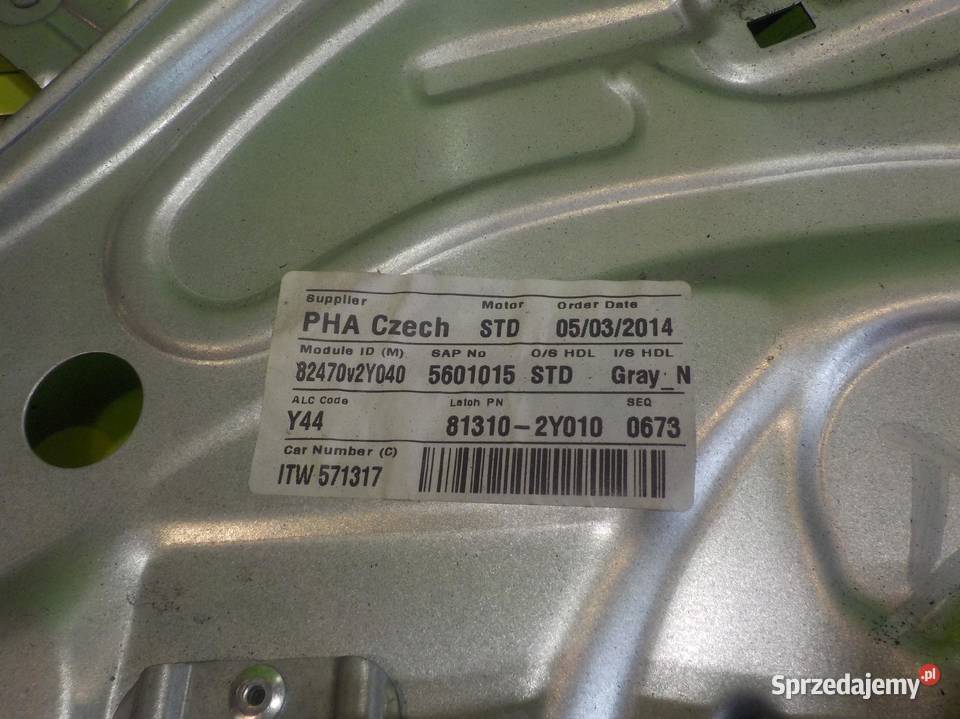 Supplier Motor Order Date
PHA Czech STD 05/03/2014
Module ID (M) SAP No O/S HDL I/S HDL
82470v2Y040 5601015 STD Gray_N
ALC Code Latch PN SEQ
Y44 81310-2Y010 0673
Car Number (C)
ITW 571317
Sprzedajemy.pl